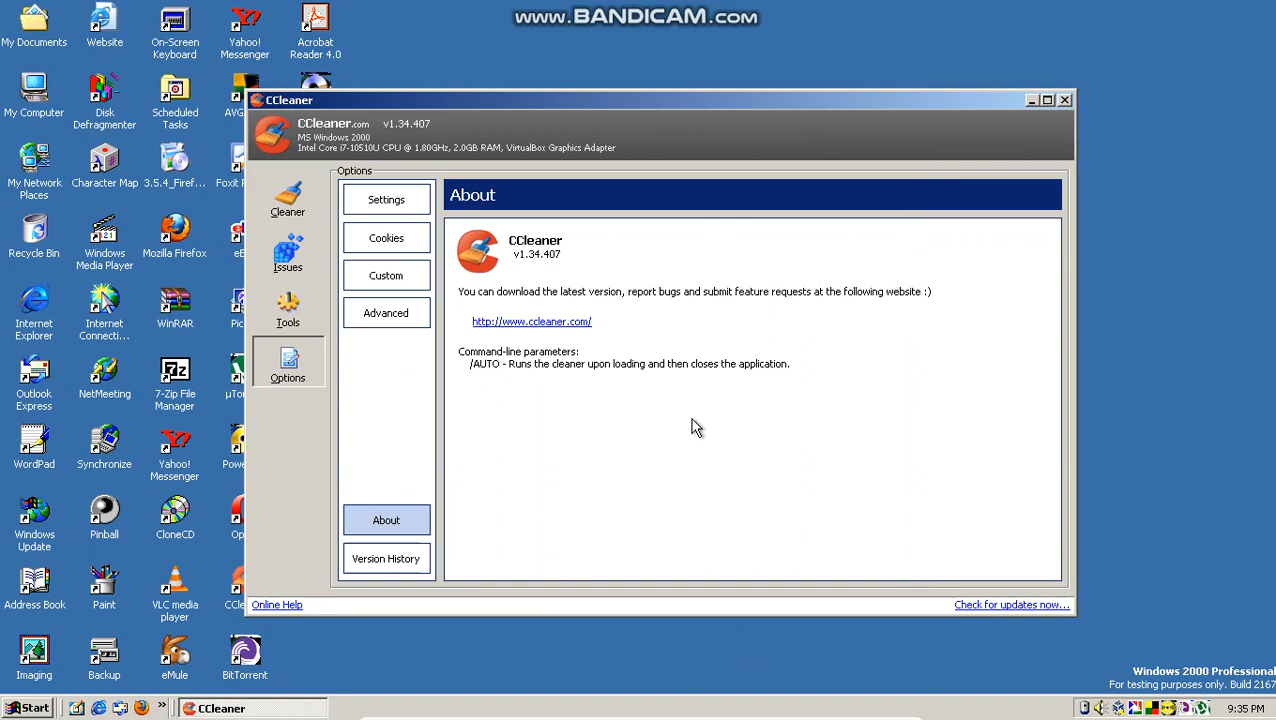 www.BANDICAM.com
My Documents
Website
On-Screen
Keyboard
Yahoo!
Messenger
Acrobat
Reader 4.0
My Computer
Disk
Defragmenter
Scheduled
Tasks
AVG
My Network
Places
Character Map
3.5.4_Firef...
Foxit
Recycle Bin
Windows
Media Player
Mozilla Firefox
Internet
Explorer
Internet
Connecti...
WinRAR
Outlook
Express
NetMeeting
7-Zip File
Manager
WordPad
Synchronize
Yahoo!
Messenger
Windows
Update
Pinball
CloneCD
Address Book
Paint
VLC media
player
Imaging
Backup
eMule
BitTorrent
CCleaner
CCleaner.com v1.34.407
MS Windows 2000
Intel Core i7-10510U CPU @ 1.80GHz, 2.0GB RAM, VirtualBox Graphics Adapter
Cleaner
Issues
Tools
Options
Options
Settings
Cookies
Custom
Advanced
About
Version History
About
CCleaner
v1.34.407
You can download the latest version, report bugs and submit feature requests at the following website :)
http://www.ccleaner.com/
Command-line parameters:
/AUTO - Runs the cleaner upon loading and then closes the application.
Online Help
Check for updates now...
Windows 2000 Professional
For testing purposes only. Build 2167
Start
CCleaner
9:35 PM